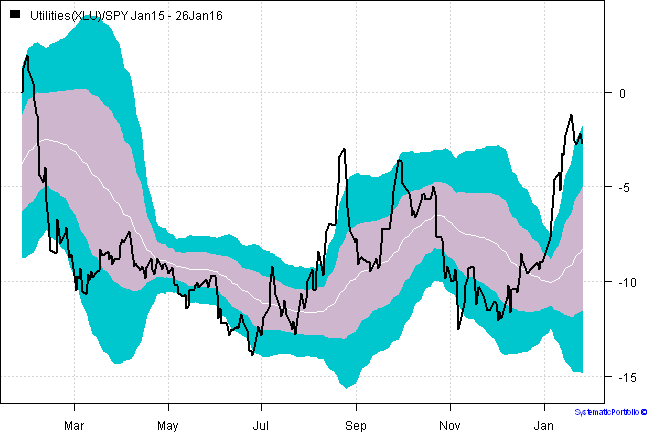 Utilities(XLU)/SPY Jan15 - 26Jan16
0
-5
-10
-15
Mar May Jul Sep Nov Jan
SystematicPortfolio ©